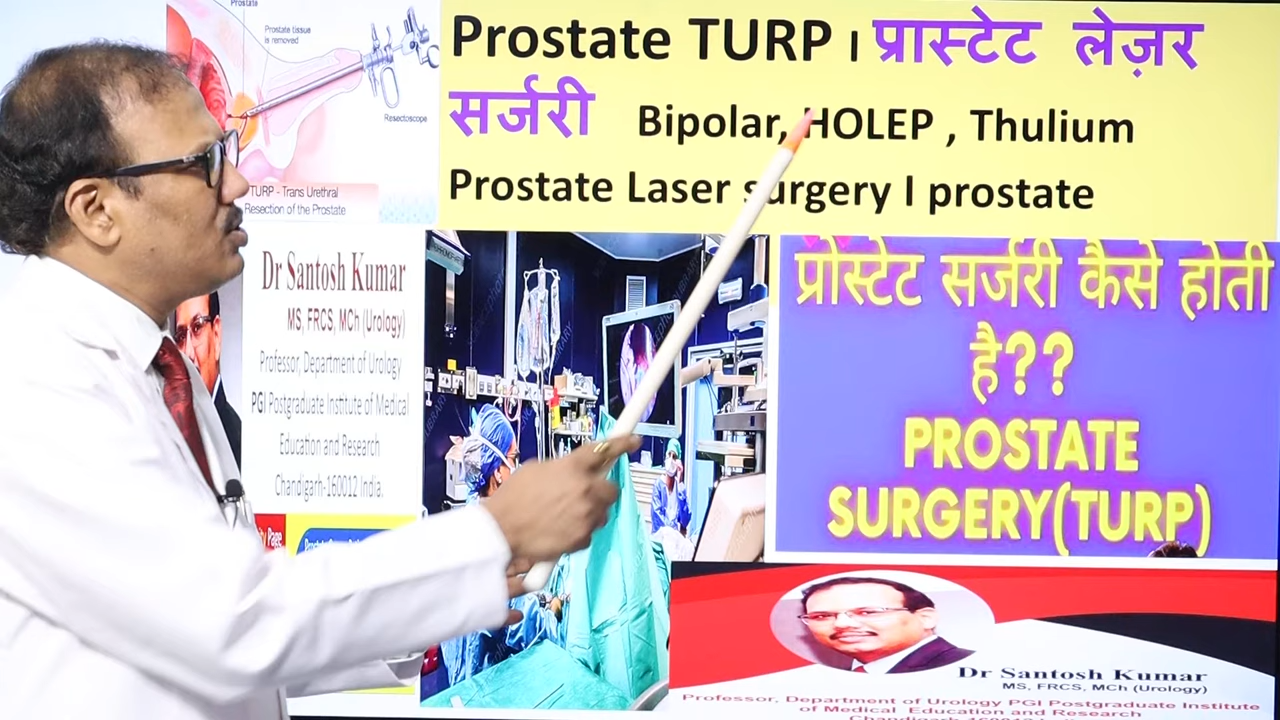 Prostate
Prostate tissue
is removed
Resectoscope
TURP - Trans Urethral
Resection of the Prostate
Prostate TURP । प्रास्टेट लेज़र
सर्जरी Bipolar, HOLEP , Thulium
Prostate Laser surgery I prostate
Dr Santosh Kumar
MS, FRCS, MCh (Urology)
Professor, Department of Urology
PGI Postgraduate Institute of Medical
Education and Research
Chandigarh-160012 India.
प्रोस्टेट सर्जरी कैसे होती
है??
PROSTATE
SURGERY(TURP)
Dr Santosh Kumar
MS, FRCS, MCh (Urology)
Professor, Department of Urology PGI Postgraduate Institute
of Medical Education and Research